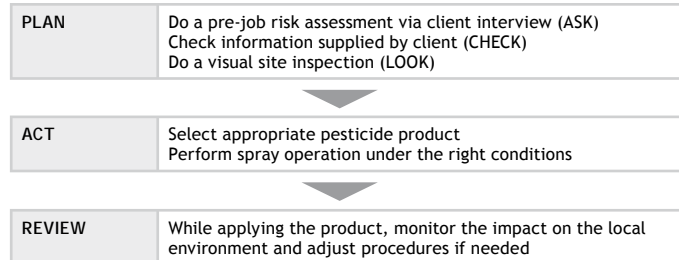 PLAN Do a pre-job risk assessment via client interview (ASK)
Check information supplied by client (CHECK)
Do a visual site inspection (LOOK)
ACT Select appropriate pesticide product
Perform spray operation under the right conditions
REVIEW While applying the product, monitor the impact on the local
environment and adjust procedures if needed